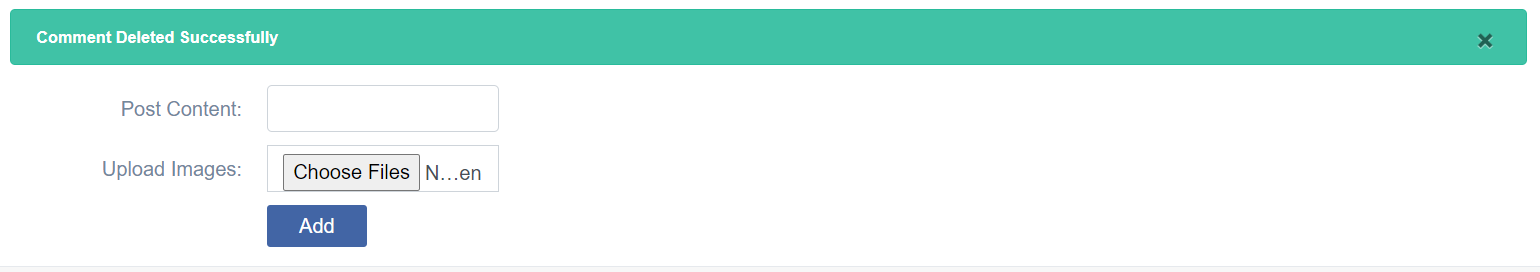 Comment Deleted Successfully ×
Post Content:
Upload Images: Choose Files N...en
Add